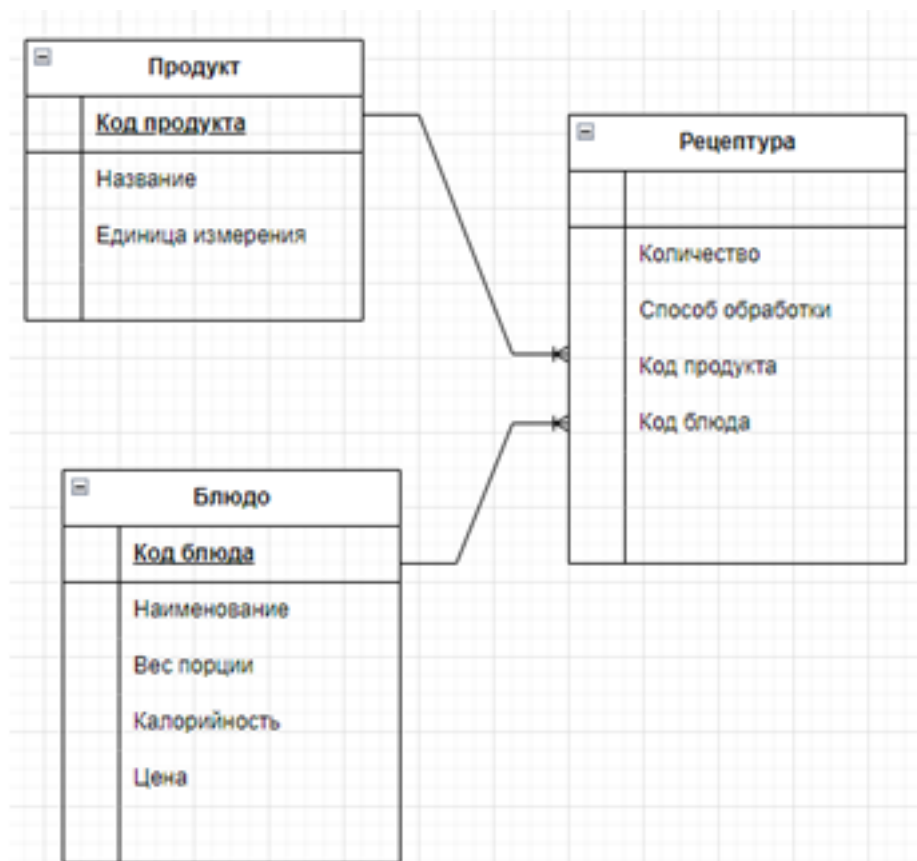 Продукт
Код продукта
Название
Единица измерения
Рецептура
Количество
Способ обработки
Код продукта
Код блюда
Блюдо
Код блюда
Наименование
Вес порции
Калорийность
Цена